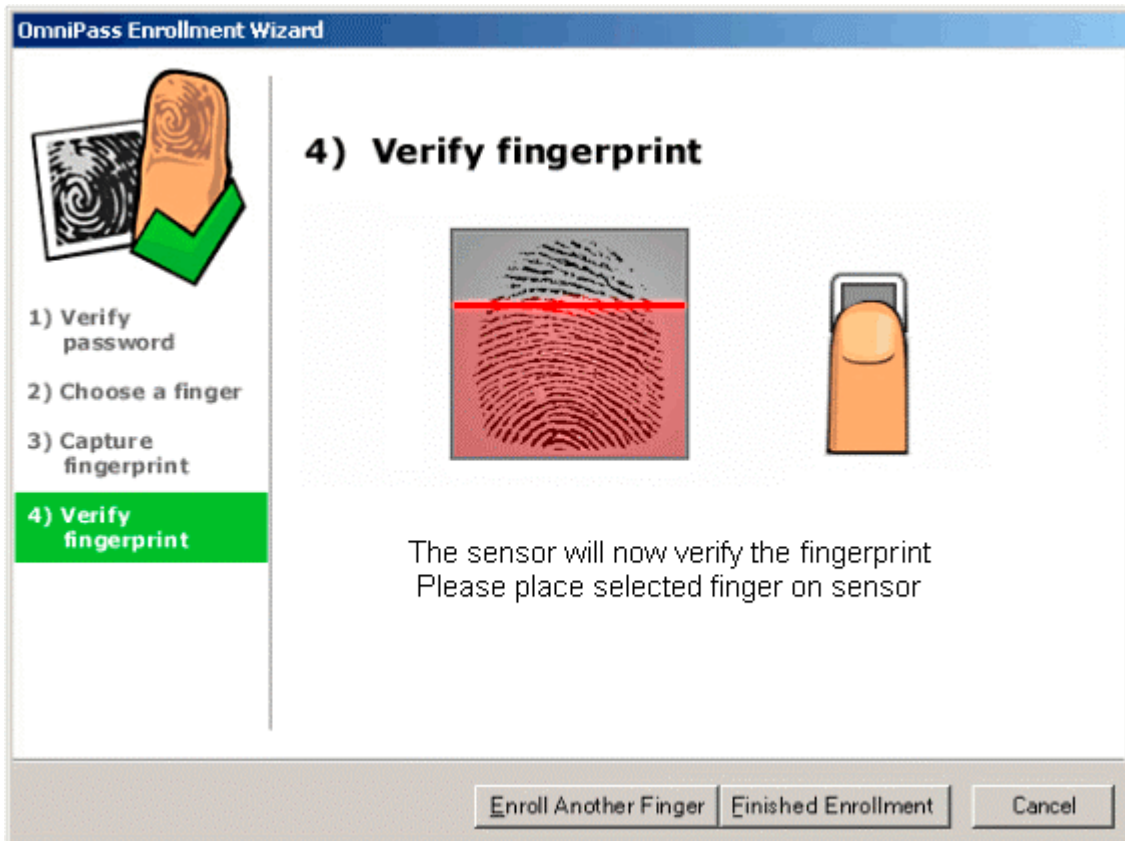 OmniPass Enrollment Wizard
1) Verify
password
2) Choose a finger
3) Capture
fingerprint
4) Verify
fingerprint
4) Verify fingerprint
The sensor will now verify the fingerprint
Please place selected finger on sensor
Enroll Another Finger
Finished Enrollment
Cancel